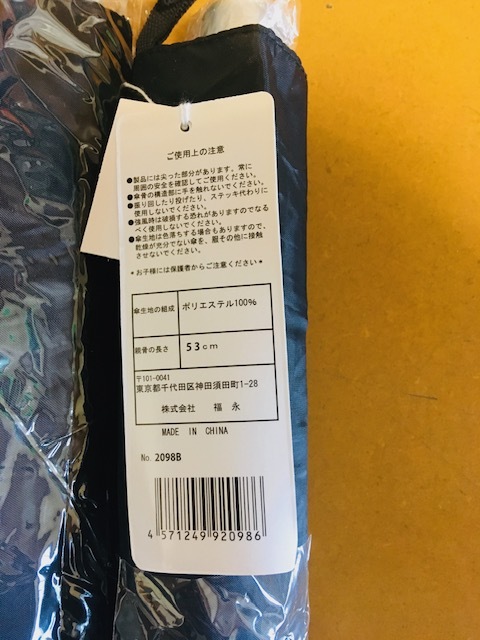 ご使用上の注意
●製品には尖った部分があります。常に
周囲の安全を確認してご使用ください。
●傘骨の構造部に手を触れないでください。
●振り回したり投げたり、ステッキ代わりに
使用しないでください。
●強風時は破損する恐れがありますのでなる
べく使用しないでください。
●傘生地は色落ちする場合もありますので、
乾燥が充分でない傘を、服その他に接触
させないでください。
*お子様には保護者からご注意ください*
傘生地の組成 ポリエステル100%
親骨の長さ 53cm
〒101-0041
東京都千代田区神田須田町1-28
株式会社 福 永
MADE IN CHINA
No. 2098B
4 571249 920986